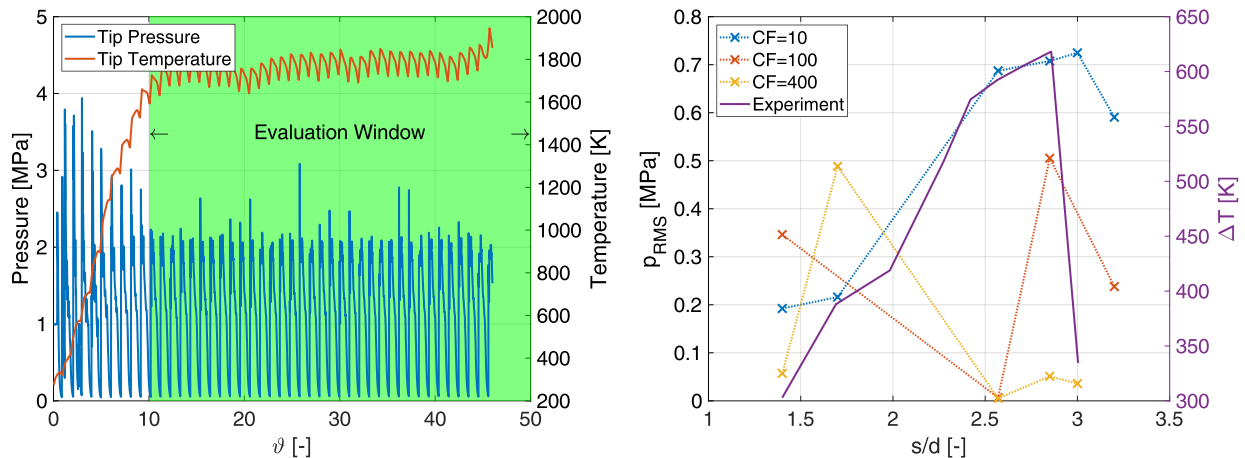 Tip Pressure
Tip Temperature
Evaluation Window
5
4
3
2
1
0
Pressure [MPa]
2000
1800
1600
1400
1200
1000
800
600
400
200
Temperature [K]
0 10 20 30 40 50
ϑ [-]
CF=10
CF=100
CF=400
Experiment
0.8
0.7
0.6
0.5
0.4
0.3
0.2
0.1
0
pRMS [MPa]
650
600
550
500
450
400
350
300
ΔT [K]
1 1.5 2 2.5 3 3.5
s/d [-]